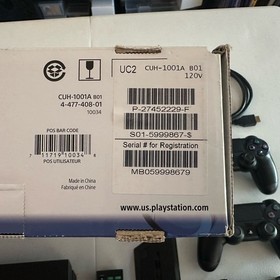 UC2 CUH-1001A B01
120V
CUH-1001A B01
4-477-408-01
10034
P-27452229-F
S01-5999867-$
Serial # for Registration
MB059998679
POS BAR CODE
7 11719 10034 6
POS UTILISATEUR
Made in China
Fabriqué en Chine
www.us.playstation.com